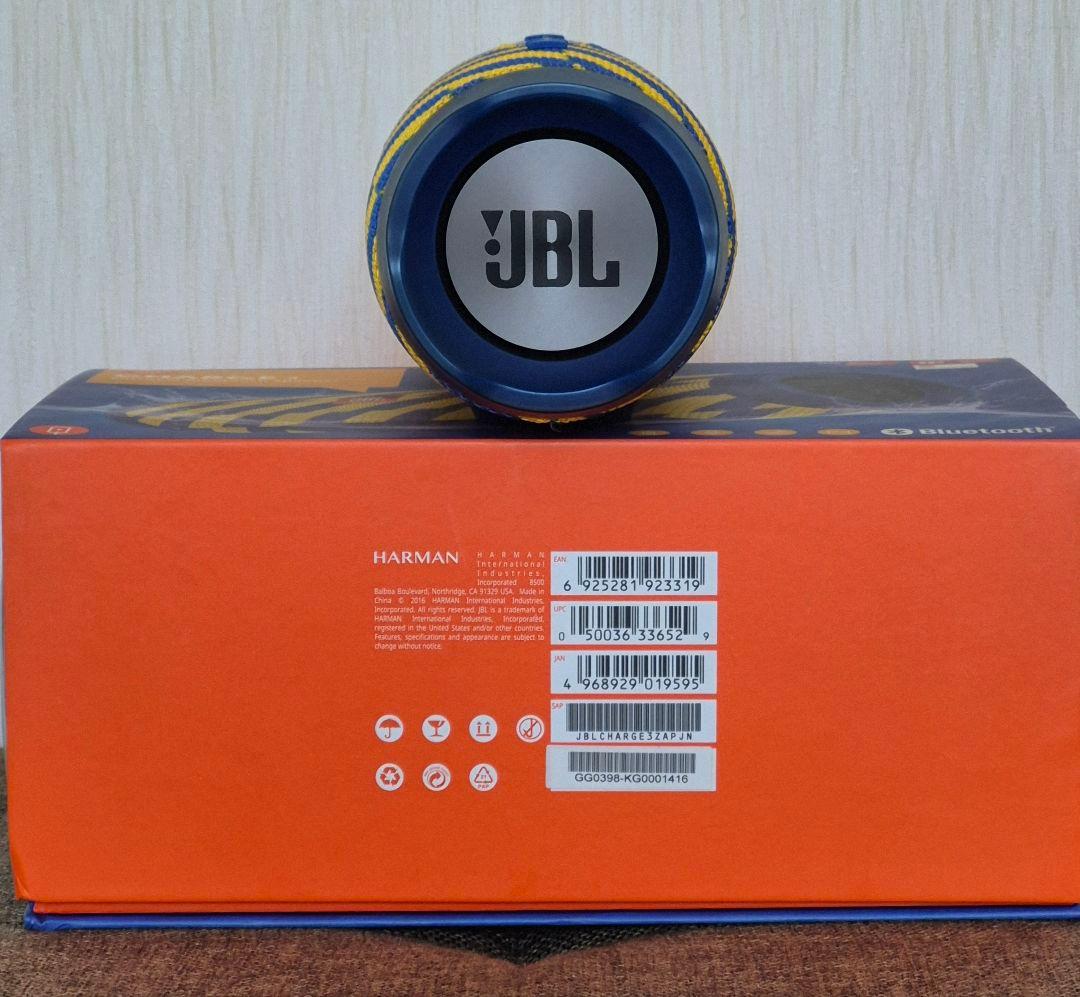 JBL
Bluetooth
HARMAN
HARMAN
International
Industries,
Incorporated 8500
Balboa Boulevard, Northridge, CA 91329 USA. Made in
China © 2016 HARMAN International Industries,
Incorporated. All rights reserved. JBL is a trademark of
HARMAN International Industries, Incorporated,
registered in the United States and/or other countries.
Features, specifications and appearance are subject to
change without notice.
EAN
6 925281 923319
UPC
0 50036 33652 9
JAN
4 968929 019595
SAP
JBLCHARGE3ZAPJN
GG0398-KG0001416
21
PAP